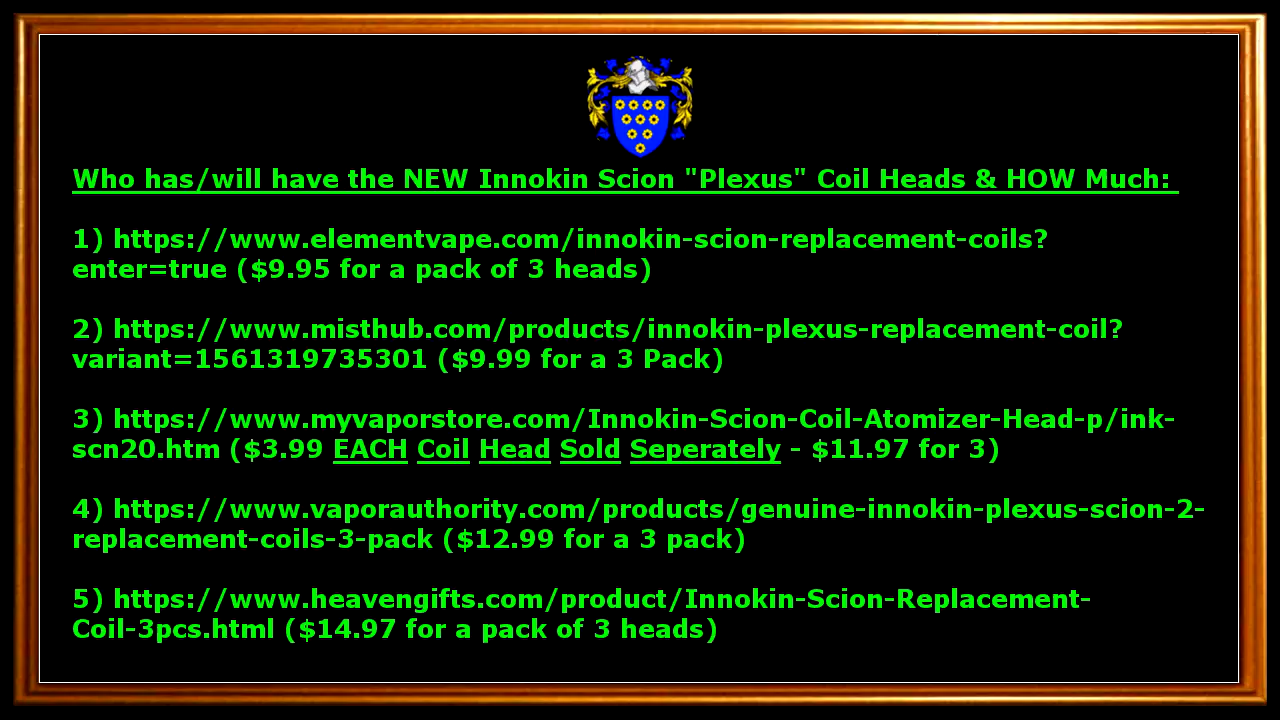 Who has/will have the NEW Innokin Scion "Plexus" Coil Heads & HOW Much:
1) https://www.elementvape.com/innokin-scion-replacement-coils?
enter=true ($9.95 for a pack of 3 heads)
2) https://www.misthub.com/products/innokin-plexus-replacement-coil?
variant=1561319735301 ($9.99 for a 3 Pack)
3) https://www.myvaporstore.com/Innokin-Scion-Coil-Atomizer-Head-p/ink-
scn20.htm ($3.99 EACH Coil Head Sold Seperately - $11.97 for 3)
4) https://www.vaporauthority.com/products/genuine-innokin-plexus-scion-2-
replacement-coils-3-pack ($12.99 for a 3 pack)
5) https://www.heavengifts.com/product/Innokin-Scion-Replacement-
Coil-3pcs.html ($14.97 for a pack of 3 heads)